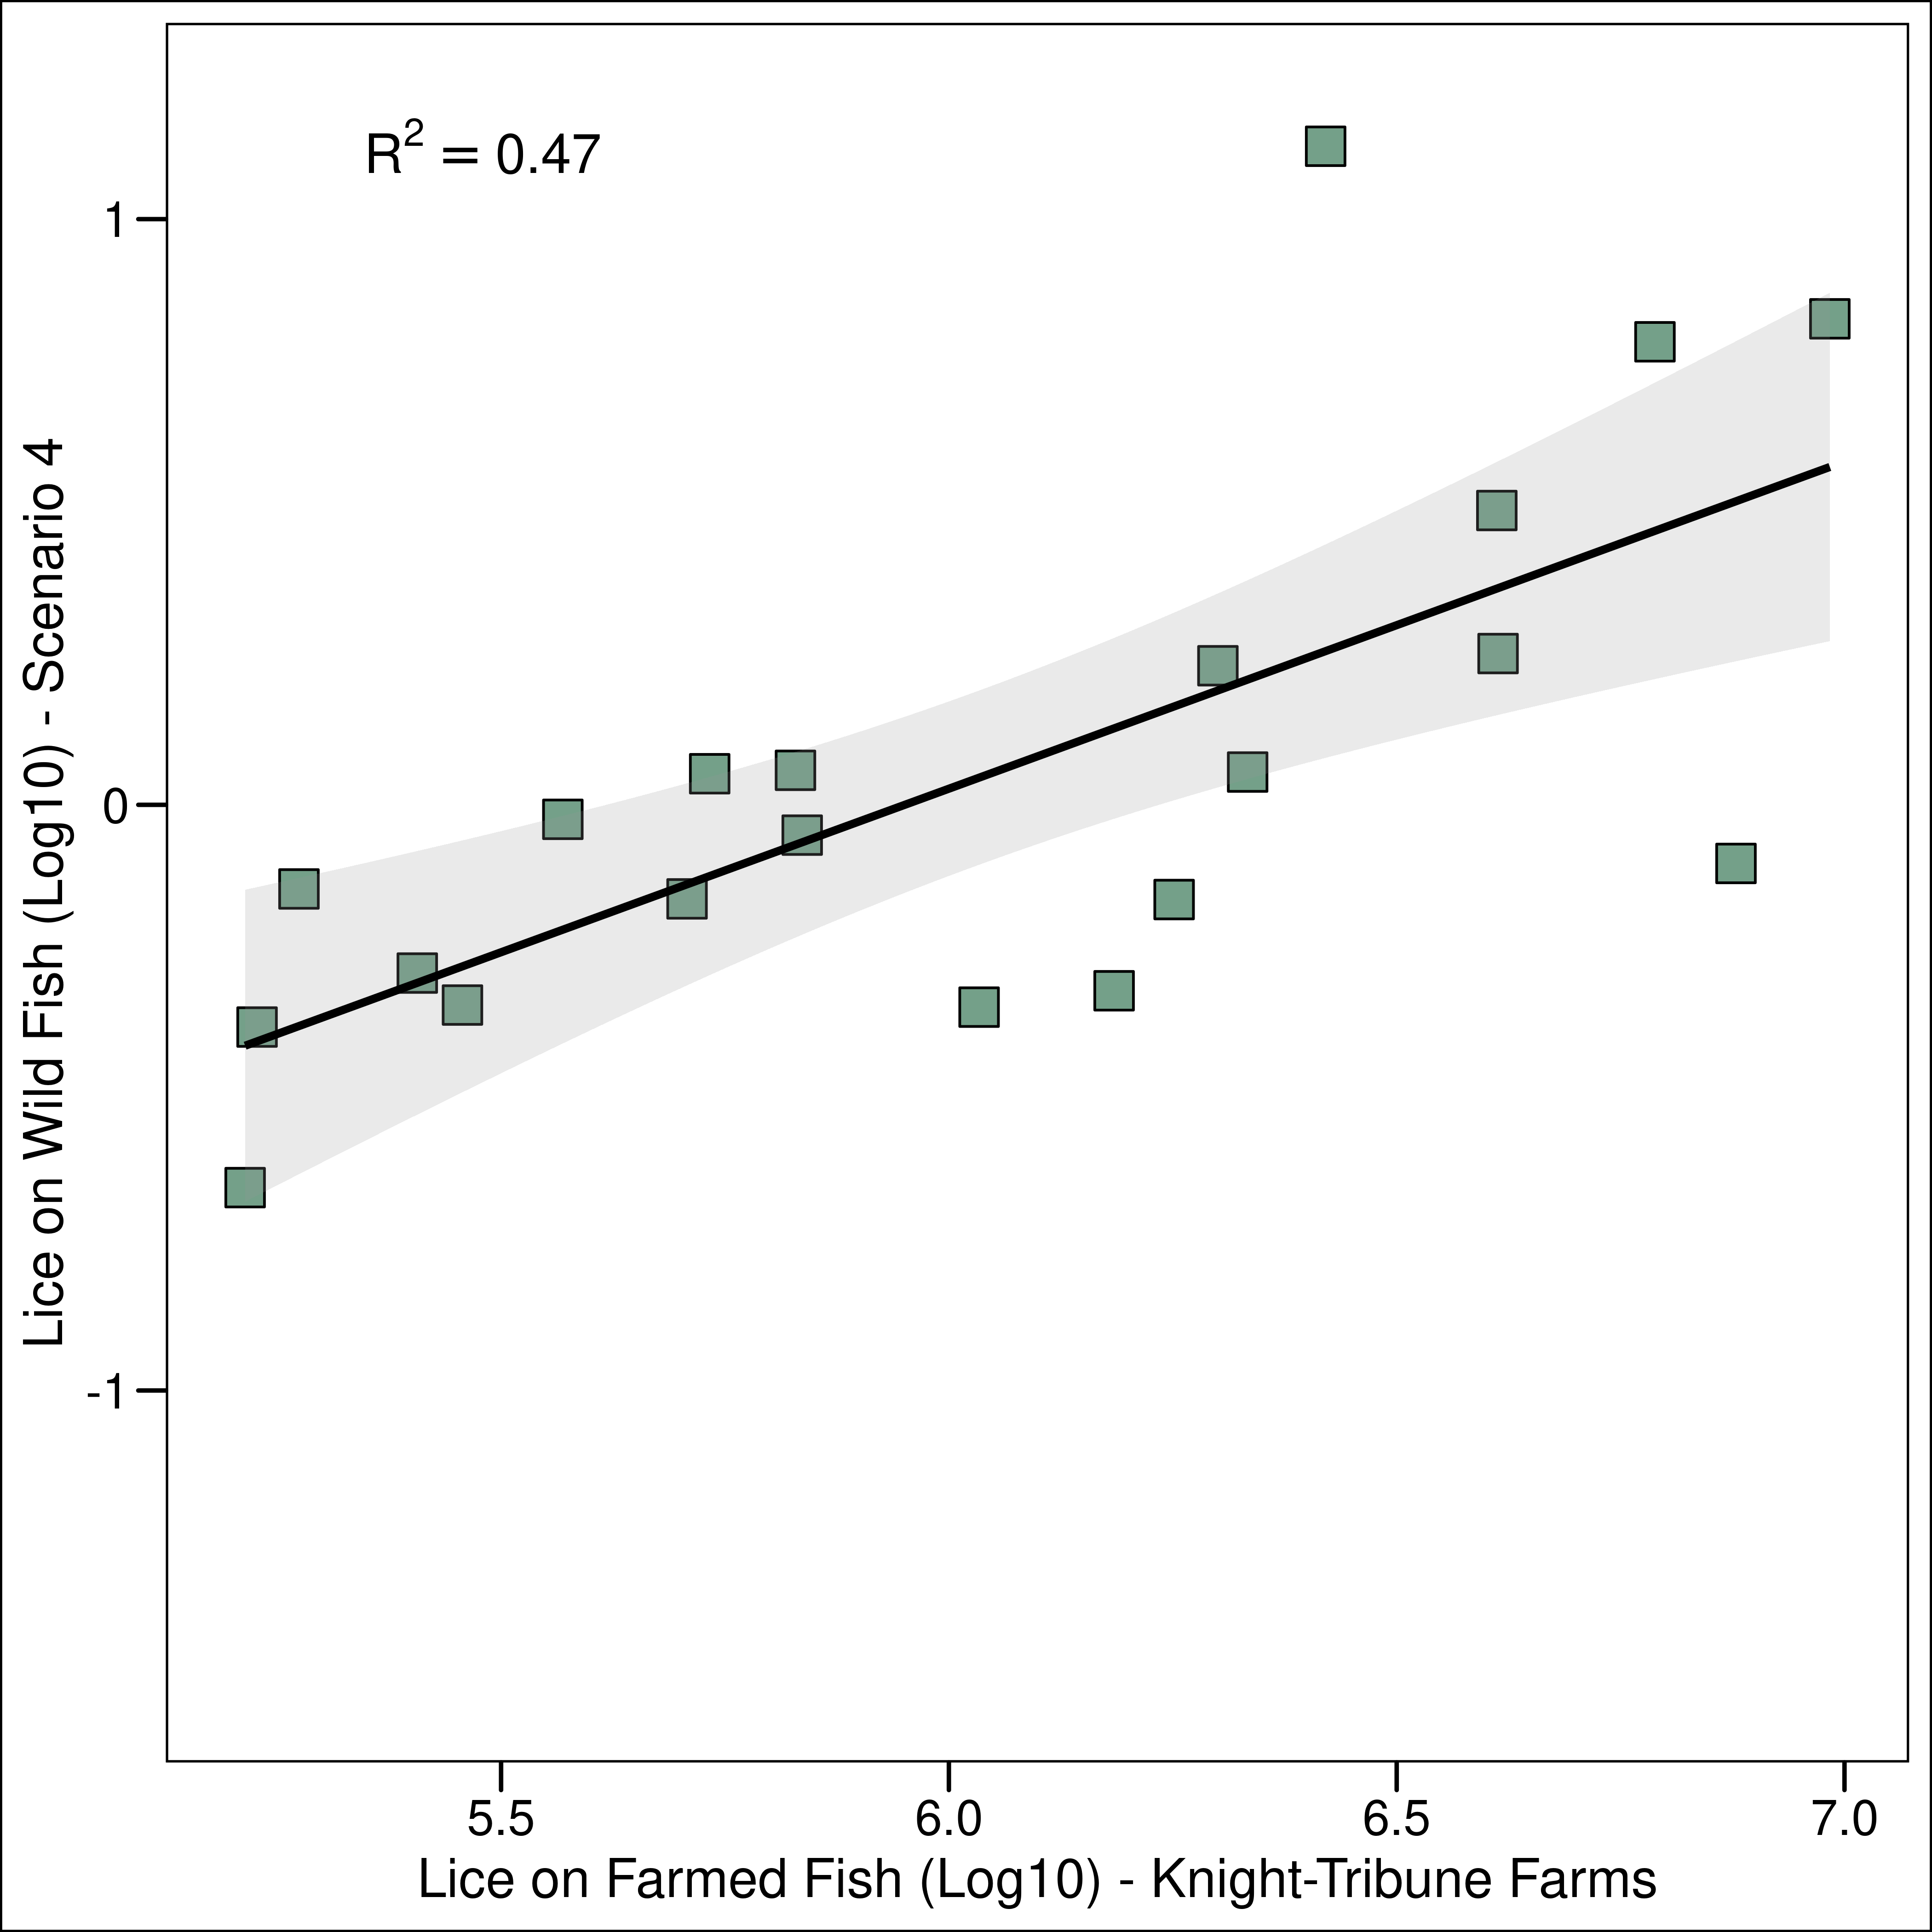 R² = 0.47
1
0
-1
Lice on Wild Fish (Log10) - Scenario 4
5.5 6.0 6.5 7.0
Lice on Farmed Fish (Log10) - Knight-Tribune Farms